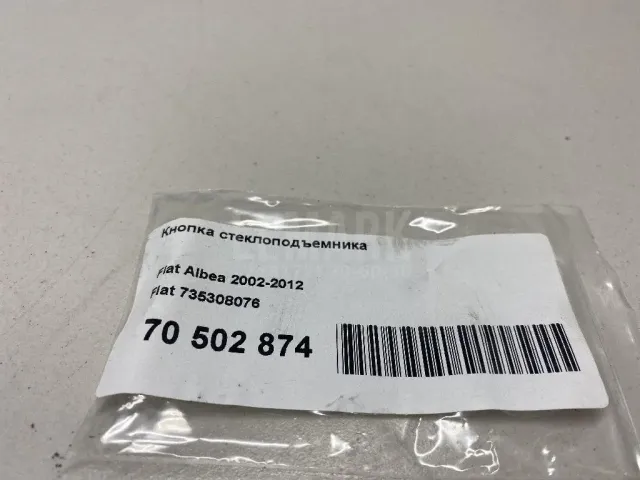 Кнопка стеклоподъемника
Fiat Albea 2002-2012
Fiat 735308076
70 502 874